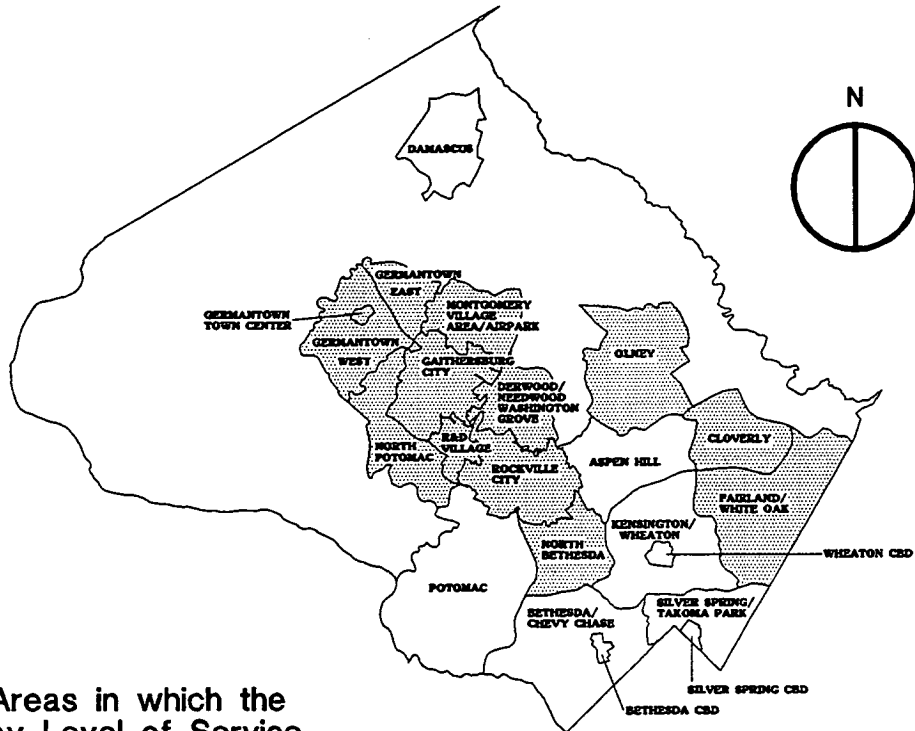 N
DAMASCUS
GERMANTOWN
EAST
GERMANTOWN
TOWN CENTER
MONTGOMERY
VILLAGE
AREA/AIRPARK
GERMANTOWN
WEST
GAITHERSBURG
CITY
OLNEY
DERWOOD/
NEEDWOOD
WASHINGTON
GROVE
NORTH
POTOMAC
R&D
VILLAGE
CLOVERLY
ASPEN HILL
ROCKVILLE
CITY
FAIRLAND/
WHITE OAK
KENSINGTON/
WHEATON
NORTH
BETHESDA
WHEATON CBD
POTOMAC
BETHESDA/
CHEVY CHASE
SILVER SPRING/
TAKOMA PARK
SILVER SPRING CBD
BETHESDA CBD
Areas in which the
Level of Service